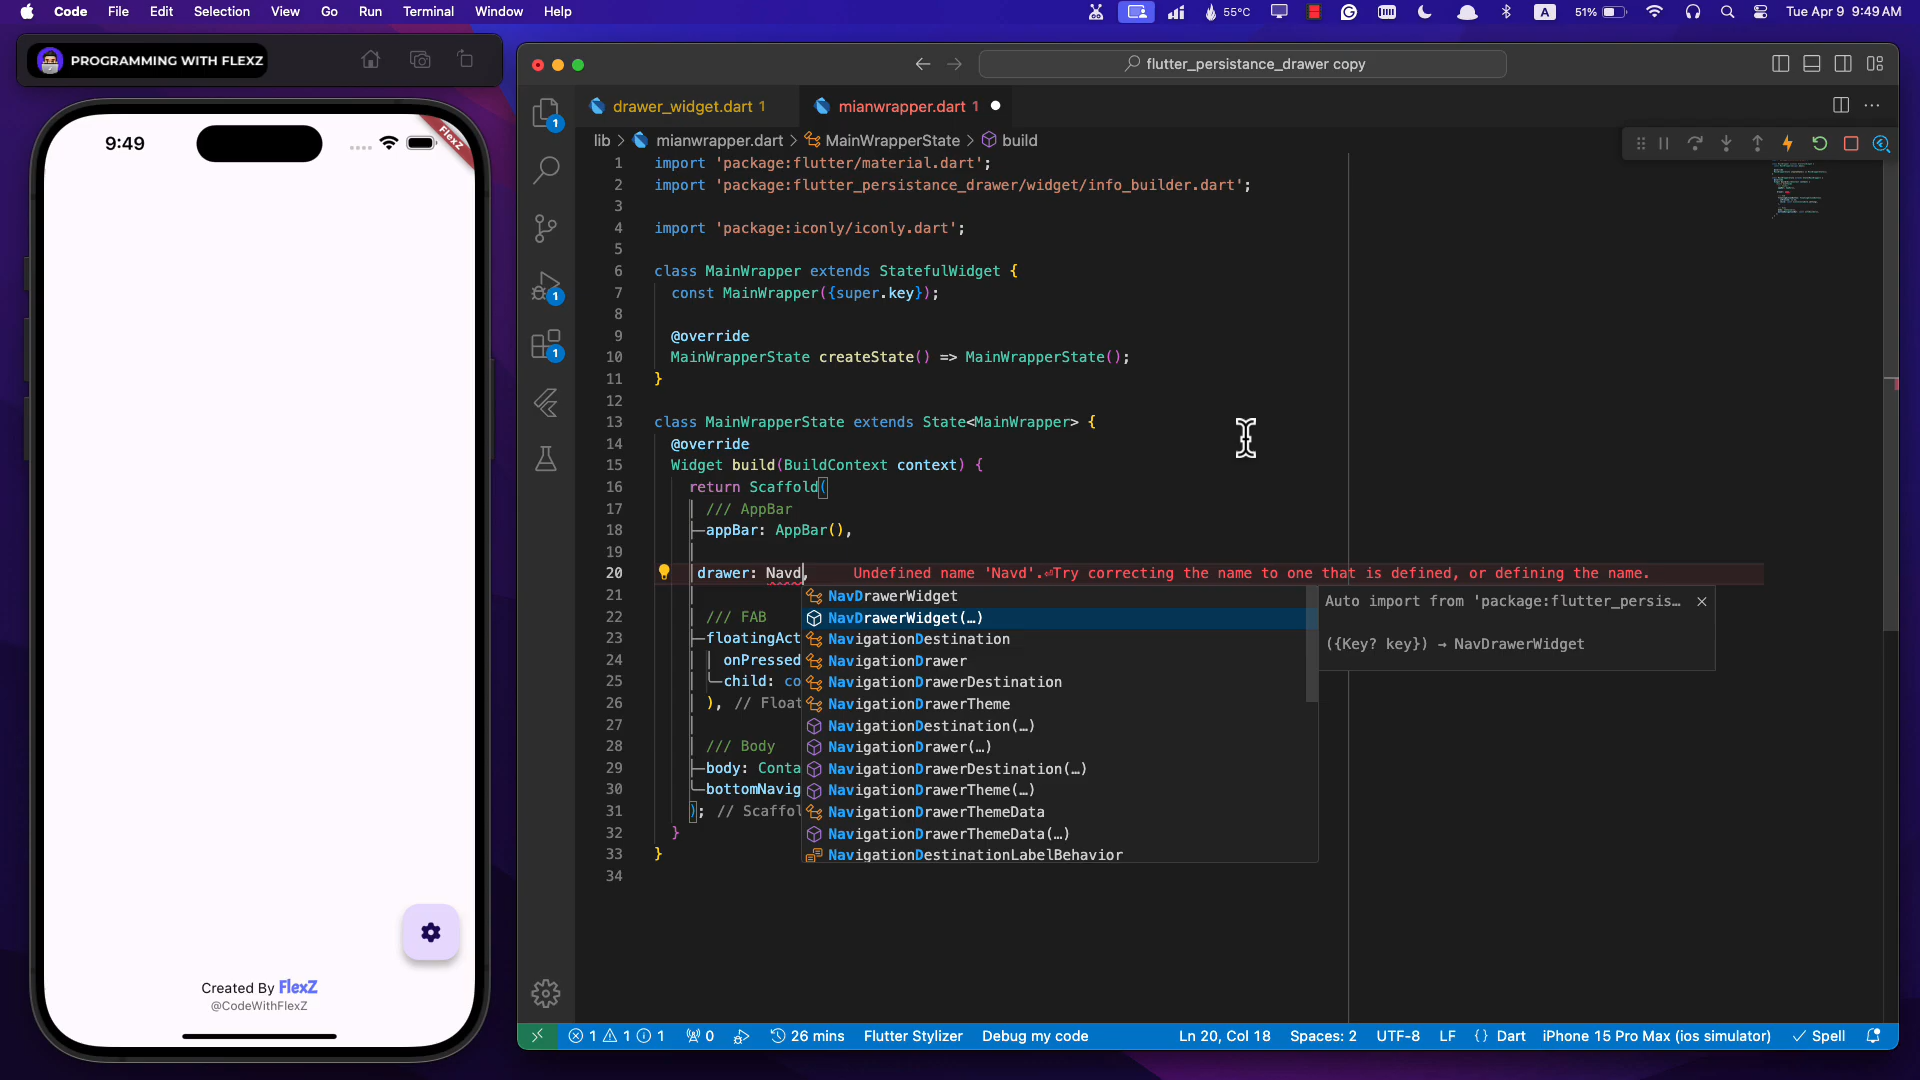 Code File Edit Selection View Go Run Terminal Window Help 55°C A 51% Tue Apr 9 9:49 AM
PROGRAMMING WITH FLEXZ
flutter_persistance_drawer copy
drawer_widget.dart 1 mianwrapper.dart 1
lib > mianwrapper.dart > MainWrapperState > build
9:49
FlexZ
1 import 'package:flutter/material.dart';
2 import 'package:flutter_persistance_drawer/widget/info_builder.dart';
3
4 import 'package:iconly/iconly.dart';
5
6 class MainWrapper extends StatefulWidget {
7 const MainWrapper({super.key});
8
9 @override
10 MainWrapperState createState() => MainWrapperState();
11 }
12
13 class MainWrapperState extends State<MainWrapper> {
14 @override
15 Widget build(BuildContext context) {
16 return Scaffold(
17 /// AppBar
18 appBar: AppBar(),
19
20 drawer: Navd, Undefined name 'Navd'.⏎Try correcting the name to one that is defined, or defining the name.
21
22 /// FAB
23 floatingAct
24 onPressed
25 child: co
26 ), // Float
27
28 /// Body
29 body: Conta
30 bottomNavig
31 ); // Scaffol
32 }
33 }
34
NavDrawerWidget
NavDrawerWidget(…)
NavigationDestination
NavigationDrawer
NavigationDrawerDestination
NavigationDrawerTheme
NavigationDestination(…)
NavigationDrawer(…)
NavigationDrawerDestination(…)
NavigationDrawerTheme(…)
NavigationDrawerThemeData
NavigationDrawerThemeData(…)
NavigationDestinationLabelBehavior
Auto import from 'package:flutter_persis…
({Key? key}) → NavDrawerWidget
1
1
1
Created By FlexZ
@CodeWithFlexZ
1 1 1 0 26 mins Flutter Stylizer Debug my code Ln 20, Col 18 Spaces: 2 UTF-8 LF {} Dart iPhone 15 Pro Max (ios simulator) Spell